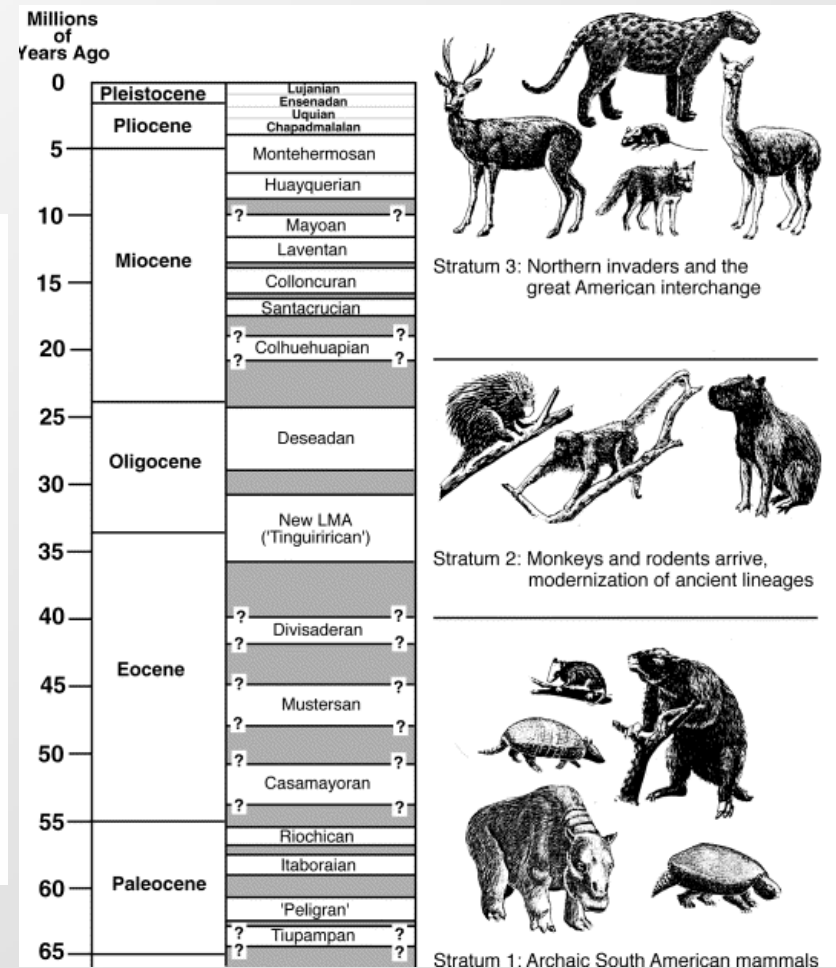 Millions
of
Years Ago
0
5
10
15
20
25
30
35
40
45
50
55
60
65
Pleistocene
Pliocene
Miocene
Oligocene
Eocene
Paleocene
Lujanian
Ensenadan
Uquian
Chapadmalalan
Montehermosan
Huayquerian
? ?
Mayoan
Laventan
Colloncuran
Santacrucian
? ?
Colhuehuapian
? ?
Deseadan
New LMA
('Tinguirirican')
? ?
Divisaderan
? ?
? ?
Mustersan
? ?
? ?
Casamayoran
? ?
Riochican
Itaboraian
'Peligran'
? ?
Tiupampan
? ?
Stratum 3: Northern invaders and the
great American interchange
Stratum 2: Monkeys and rodents arrive,
modernization of ancient lineages
Stratum 1: Archaic South American mammals